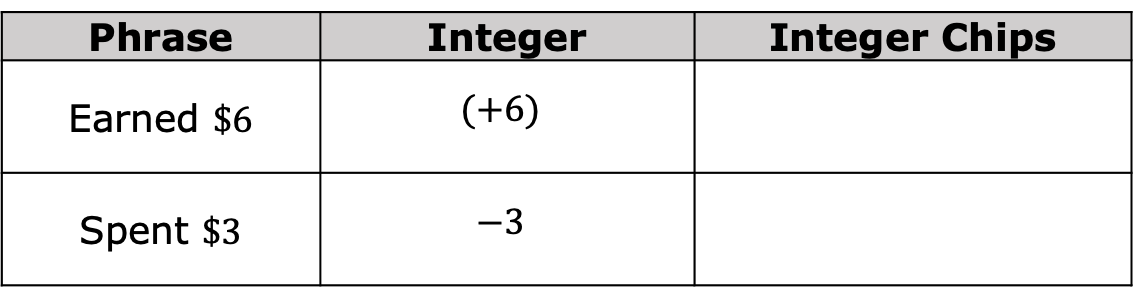 Phrase Integer Integer Chips
Earned $6 (+6)
Spent $3 −3